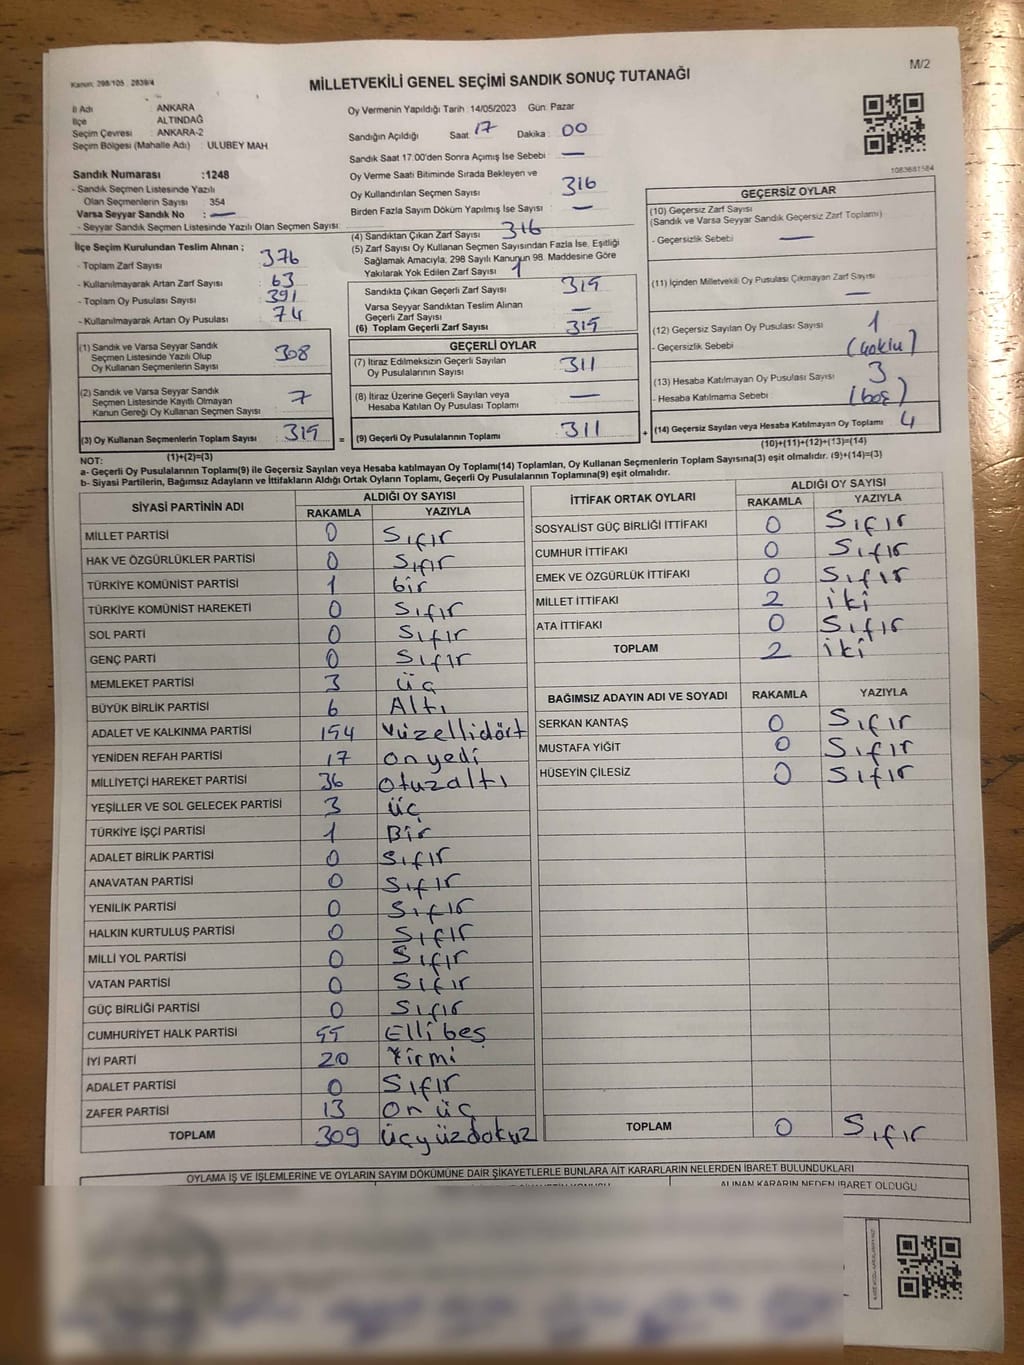 Kanun: 298/105 , 2839/4
MİLLETVEKİLİ GENEL SEÇİMİ SANDIK SONUÇ TUTANAĞI
M/2
İl Adı : ANKARA
İlçe : ALTINDAĞ
Seçim Çevresi : ANKARA-2
Seçim Bölgesi (Mahalle Adı) : ULUBEY MAH
Oy Vermenin Yapıldığı Tarih :14/05/2023 Gün: Pazar
Sandığın Açıldığı Saat: 17 Dakika : 00
Sandık Saat 17:00'den Sonra Açımış İse Sebebi : —
Oy Verme Saati Bitiminde Sırada Bekleyen ve
Oy Kullandırılan Seçmen Sayısı 316
Birden Fazla Sayım Döküm Yapılmış İse Sayısı : —
1083681584
Sandık Numarası :1248
- Sandık Seçmen Listesinde Yazılı
Olan Seçmenlerin Sayısı 354
Varsa Seyyar Sandık No : —
- Seyyar Sandık Seçmen Listesinde Yazılı Olan Seçmen Sayısı
İlçe Seçim Kurulundan Teslim Alınan ;
- Toplam Zarf Sayısı : 376
- Kullanılmayarak Artan Zarf Sayısı : 63
- Toplam Oy Pusulası Sayısı : 391
- Kullanılmayarak Artan Oy Pusulası : 74
(1) Sandık ve Varsa Seyyar Sandık
Seçmen Listesinde Yazılı Olup
Oy Kullanan Seçmenlerin Sayısı 308
(2) Sandık ve Varsa Seyyar Sandık
Seçmen Listesinde Kayıtlı Olmayan
Kanun Gereği Oy Kullanan Seçmen Sayısı 7
(3) Oy Kullanan Seçmenlerin Toplam Sayısı 315
(1)+(2)=(3)
(4) Sandıktan Çıkan Zarf Sayısı 316
(5) Zarf Sayısı Oy Kullanan Seçmen Sayısından Fazla İse, Eşitliği
Sağlamak Amacıyla, 298 Sayılı Kanunun 98. Maddesine Göre
Yakılarak Yok Edilen Zarf Sayısı 1
Sandıkta Çıkan Geçerli Zarf Sayısı 315
Varsa Seyyar Sandıktan Teslim Alınan
Geçerli Zarf Sayısı —
(6) Toplam Geçerli Zarf Sayısı 315
GEÇERLİ OYLAR
(7) İtiraz Edilmeksizin Geçerli Sayılan
Oy Pusulalarının Sayısı 311
(8) İtiraz Üzerine Geçerli Sayılan veya
Hesaba Katılan Oy Pusulası Toplamı —
= (9) Geçerli Oy Pusulalarının Toplamı 311
GEÇERSİZ OYLAR
(10) Geçersiz Zarf Sayısı
(Sandık ve Varsa Seyyar Sandık Geçersiz Zarf Toplamı)
- Geçersizlik Sebebi —
(11) İçinden Milletvekili Oy Pusulası Çıkmayan Zarf Sayısı
—
(12) Geçersiz Sayılan Oy Pusulası Sayısı 1
- Geçersizlik Sebebi
(13) Hesaba Katılmayan Oy Pusulası Sayısı 3
- Hesaba Katılmama Sebebi (boş)
+ (14) Geçersiz Sayılan veya Hesaba Katılmayan Oy Toplamı 4
(10)+(11)+(12)+(13)=(14)
NOT:
a- Geçerli Oy Pusulalarının Toplamı(9) ile Geçersiz Sayılan veya Hesaba katılmayan Oy Toplamı(14) Toplamları, Oy Kullanan Seçmenlerin Toplam Sayısına(3) eşit olmalıdır. (9)+(14)=(3)
b- Siyasi Partilerin, Bağımsız Adayların ve İttifakların Aldığı Ortak Oyların Toplamı, Geçerli Oy Pusulalarının Toplamına(9) eşit olmalıdır.
SİYASİ PARTİNİN ADI ALDIĞI OY SAYISI
RAKAMLA YAZIYLA
MİLLET PARTİSİ 0 Sıfır
HAK VE ÖZGÜRLÜKLER PARTİSİ 0 Sıfır
TÜRKİYE KOMÜNİST PARTİSİ 1 bir
TÜRKİYE KOMÜNİST HAREKETİ 0 Sıfır
SOL PARTİ 0 Sıfır
GENÇ PARTİ 0 Sıfır
MEMLEKET PARTİSİ 3 üç
BÜYÜK BİRLİK PARTİSİ 6 Altı
ADALET VE KALKINMA PARTİSİ 154 Yüzellidört
YENİDEN REFAH PARTİSİ 17 onyedi
MİLLİYETÇİ HAREKET PARTİSİ 36 Otuzaltı
YEŞİLLER VE SOL GELECEK PARTİSİ 3 üç
TÜRKİYE İŞÇİ PARTİSİ 1 Bir
ADALET BİRLİK PARTİSİ 0 Sıfır
ANAVATAN PARTİSİ 0 Sıfır
YENİLİK PARTİSİ 0 Sıfır
HALKIN KURTULUŞ PARTİSİ 0 Sıfır
MİLLİ YOL PARTİSİ 0 Sıfır
VATAN PARTİSİ 0 Sıfır
GÜÇ BİRLİĞİ PARTİSİ 0 Sıfır
CUMHURİYET HALK PARTİSİ 55 Elli beş
İYİ PARTİ 20 Yirmi
ADALET PARTİSİ 0 Sıfır
ZAFER PARTİSİ 13 On üç
TOPLAM 309 üçyüzdokuz
İTTİFAK ORTAK OYLARI ALDIĞI OY SAYISI
RAKAMLA YAZIYLA
SOSYALİST GÜÇ BİRLİĞİ İTTİFAKI 0 Sıfır
CUMHUR İTTİFAKI 0 Sıfır
EMEK VE ÖZGÜRLÜK İTTİFAKI 0 Sıfır
MİLLET İTTİFAKI 2 iki
ATA İTTİFAKI 0 Sıfır
TOPLAM 2 iki
BAĞIMSIZ ADAYIN ADI VE SOYADI RAKAMLA YAZIYLA
SERKAN KANTAŞ 0 Sıfır
MUSTAFA YİĞİT 0 Sıfır
HÜSEYİN ÇİLESİZ 0 Sıfır
TOPLAM 0 Sıfır
OYLAMA İŞ VE İŞLEMLERİNE VE OYLARIN SAYIM DÖKÜMÜNE DAİR ŞİKAYETLERLE BUNLARA AİT KARARLARIN NELERDEN İBARET BULUNDUKLARI
ALINAN KARARIN NEDEN İBARET OLDUĞU